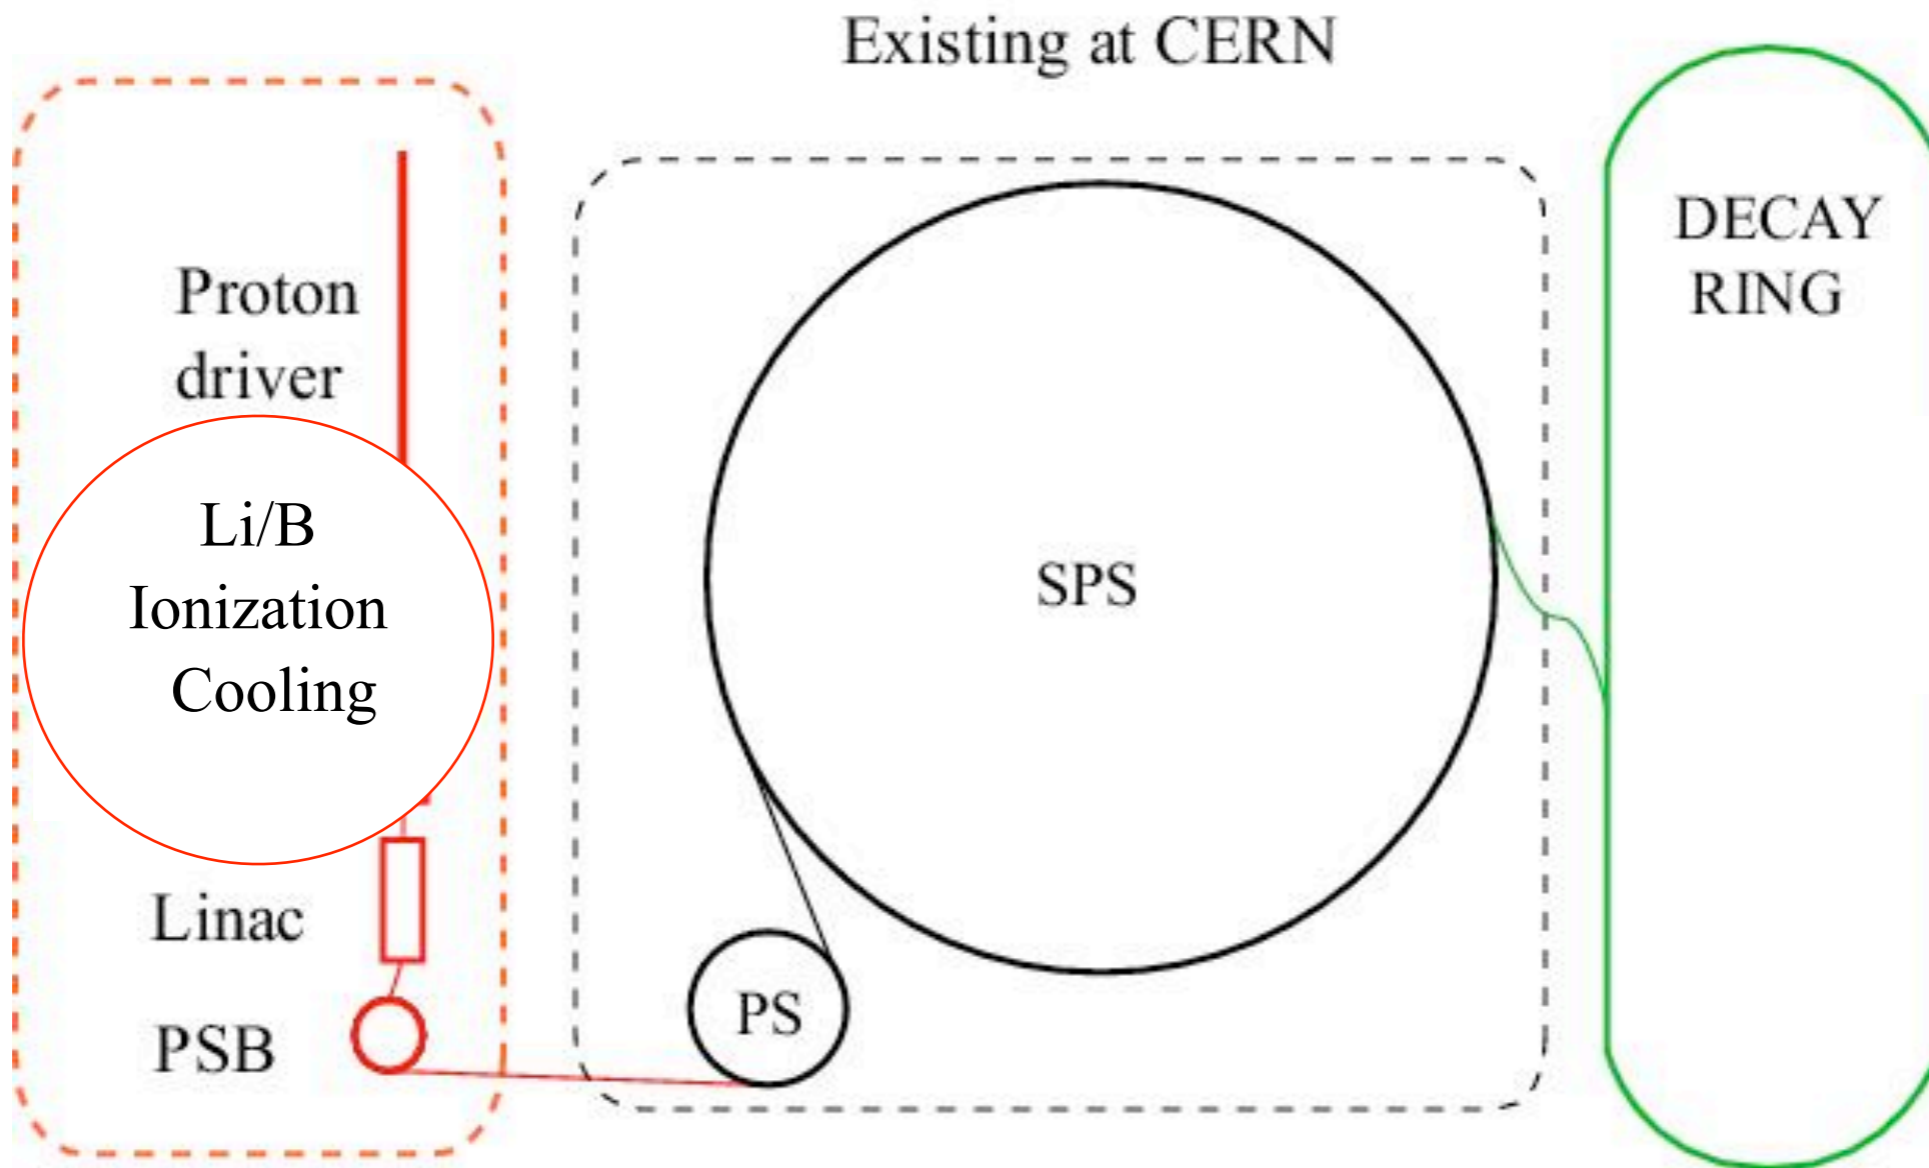 Existing at CERN
Proton
driver
Li/B
Ionization
Cooling
Linac
PSB
SPS
PS
DECAY
RING